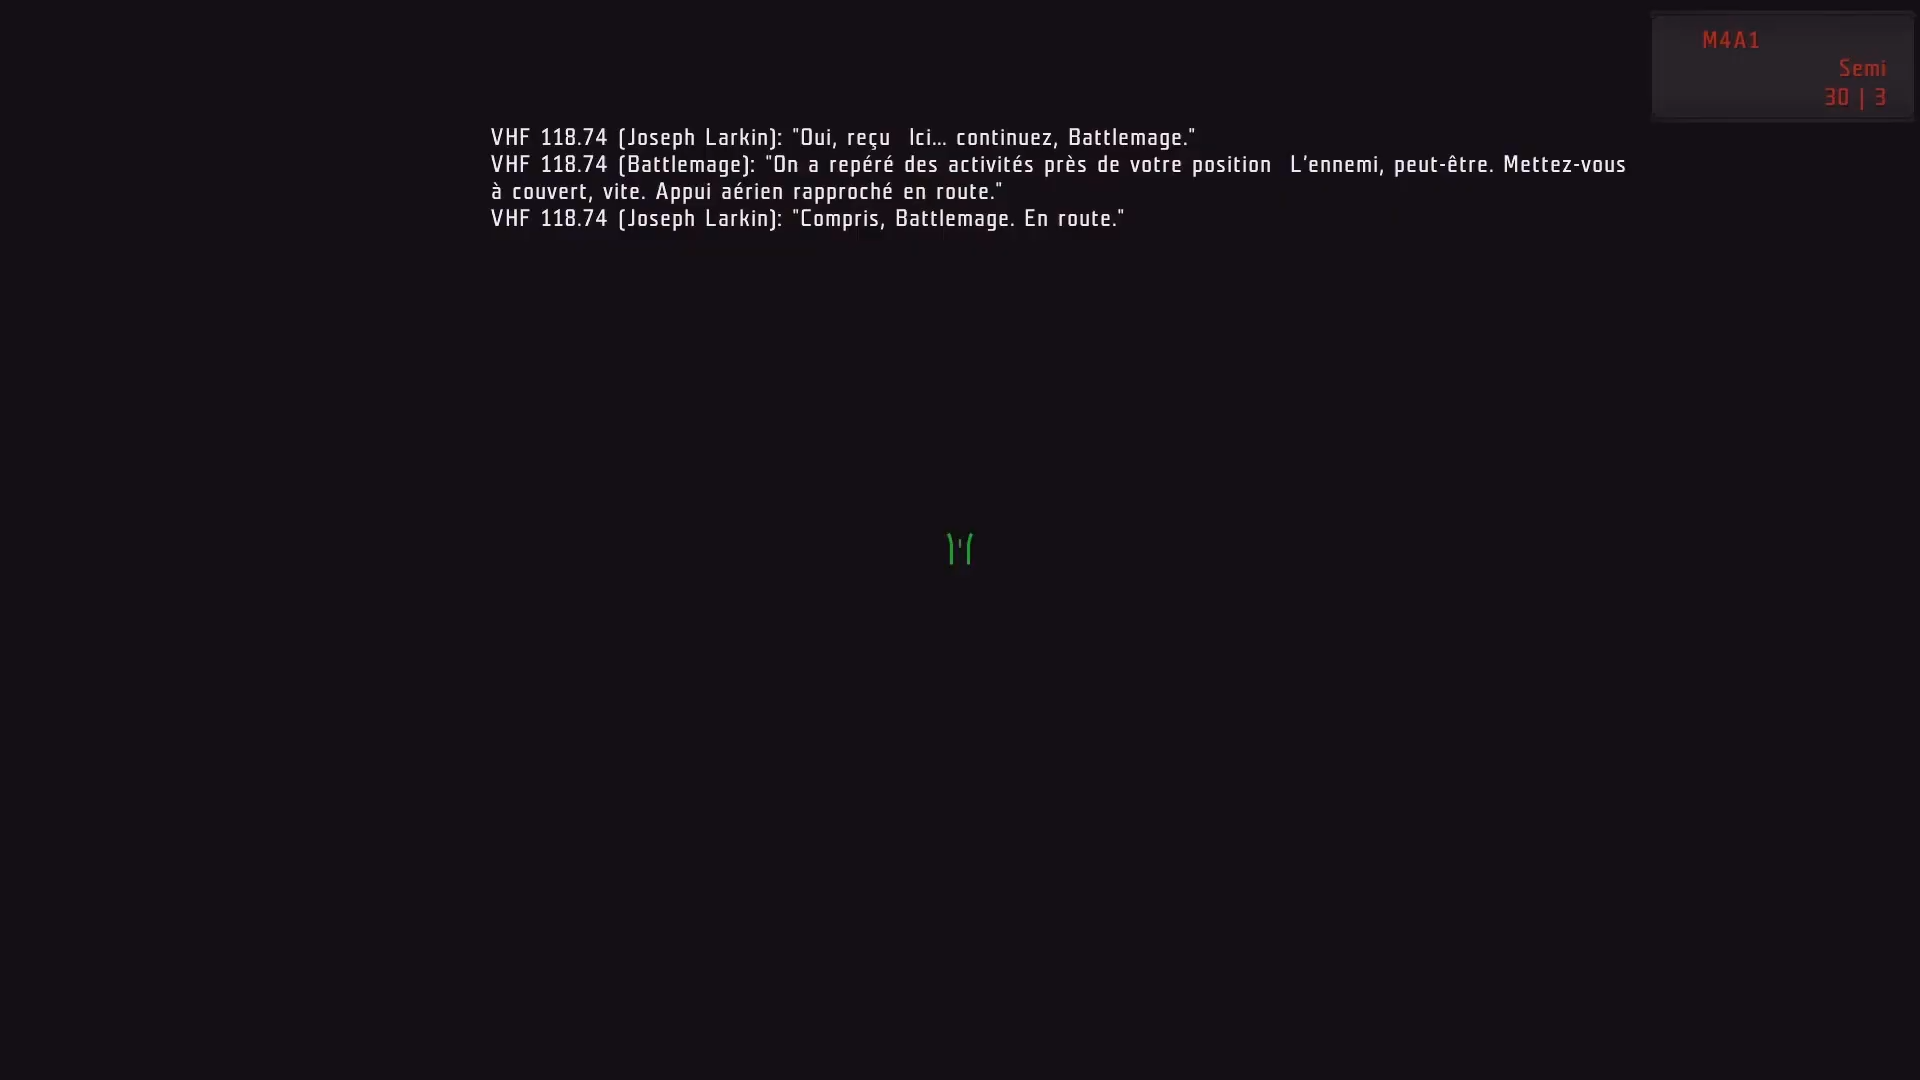 M4A1
Semi
30 | 3
VHF 118.74 (Joseph Larkin): "Oui, reçu  Ici... continuez, Battlemage."
VHF 118.74 (Battlemage): "On a repéré des activités près de votre position  L'ennemi, peut-être. Mettez-vous
à couvert, vite. Appui aérien rapproché en route."
VHF 118.74 (Joseph Larkin): "Compris, Battlemage. En route."